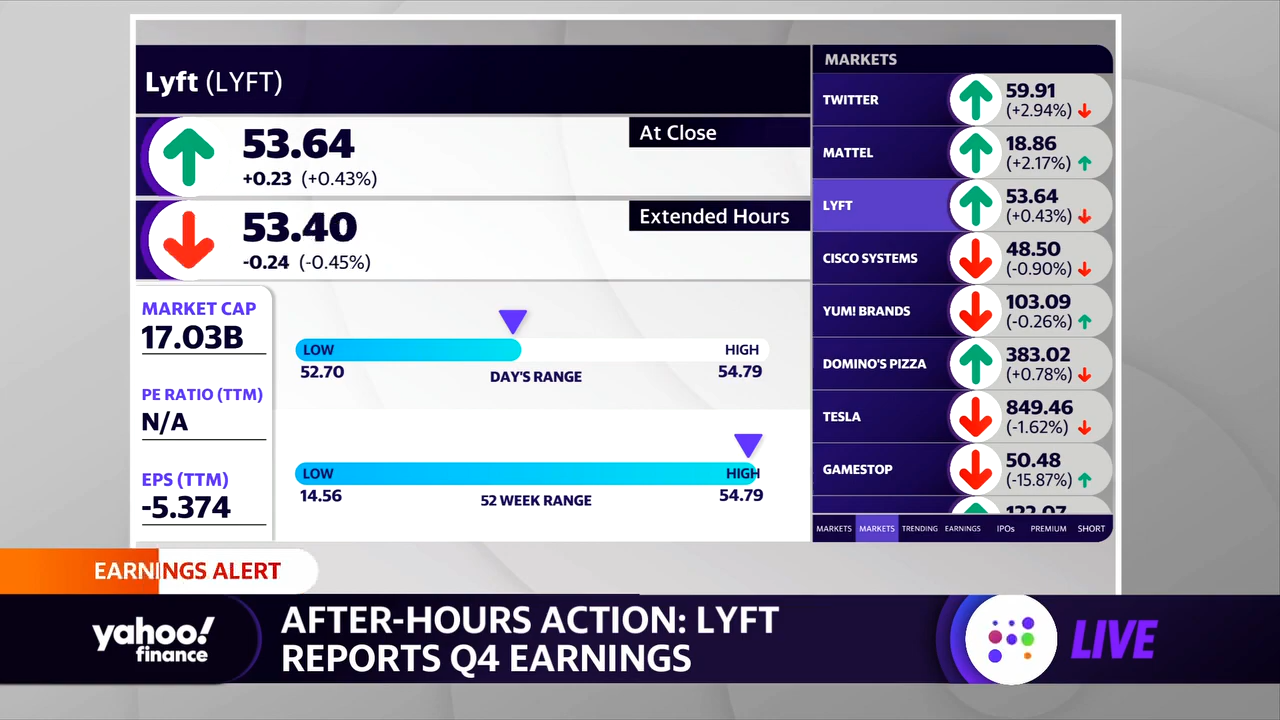 Lyft (LYFT)
53.64
+0.23 (+0.43%)
At Close
53.40
-0.24 (-0.45%)
Extended Hours
MARKET CAP
17.03B
PE RATIO (TTM)
N/A
EPS (TTM)
-5.374
LOW
HIGH
52.70
DAY'S RANGE
54.79
LOW
HIGH
14.56
52 WEEK RANGE
54.79
MARKETS
TWITTER
59.91
(+2.94%)
MATTEL
18.86
(+2.17%)
LYFT
53.64
(+0.43%)
CISCO SYSTEMS
48.50
(-0.90%)
YUM! BRANDS
103.09
(-0.26%)
DOMINO'S PIZZA
383.02
(+0.78%)
TESLA
849.46
(-1.62%)
GAMESTOP
50.48
(-15.87%)
MARKETS MARKETS TRENDING EARNINGS IPOs PREMIUM SHORT
EARNINGS ALERT
yahoo!
finance
AFTER-HOURS ACTION: LYFT
REPORTS Q4 EARNINGS
LIVE